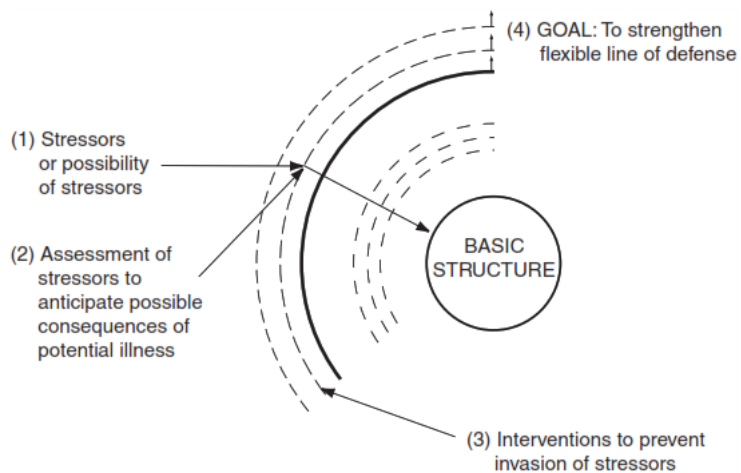 (4) GOAL: To strengthen
flexible line of defense
(1) Stressors
or possibility
of stressors
(2) Assessment of
stressors to
anticipate possible
consequences of
potential illness
BASIC
STRUCTURE
(3) Interventions to prevent
invasion of stressors